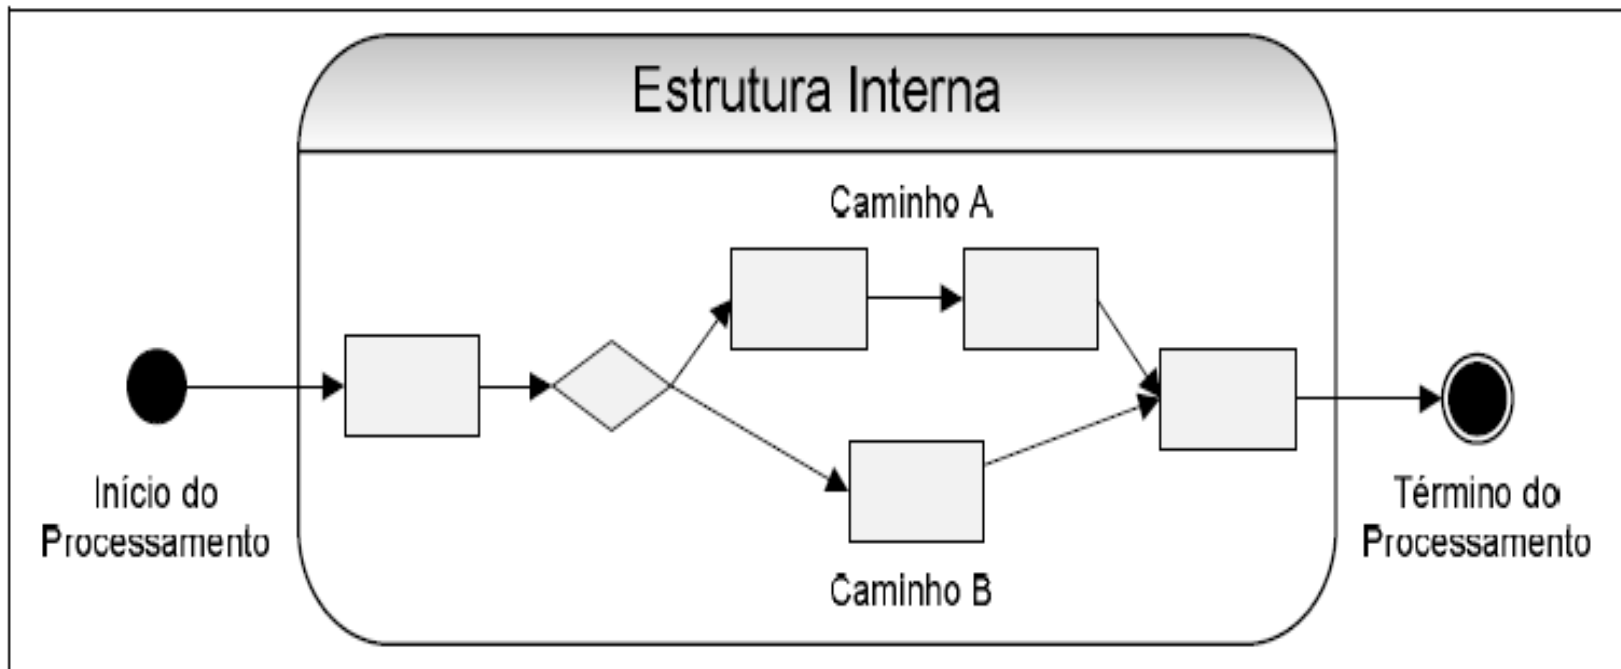 Estrutura Interna
Caminho A
Início do
Processamento
Término do
Processamento
Caminho B